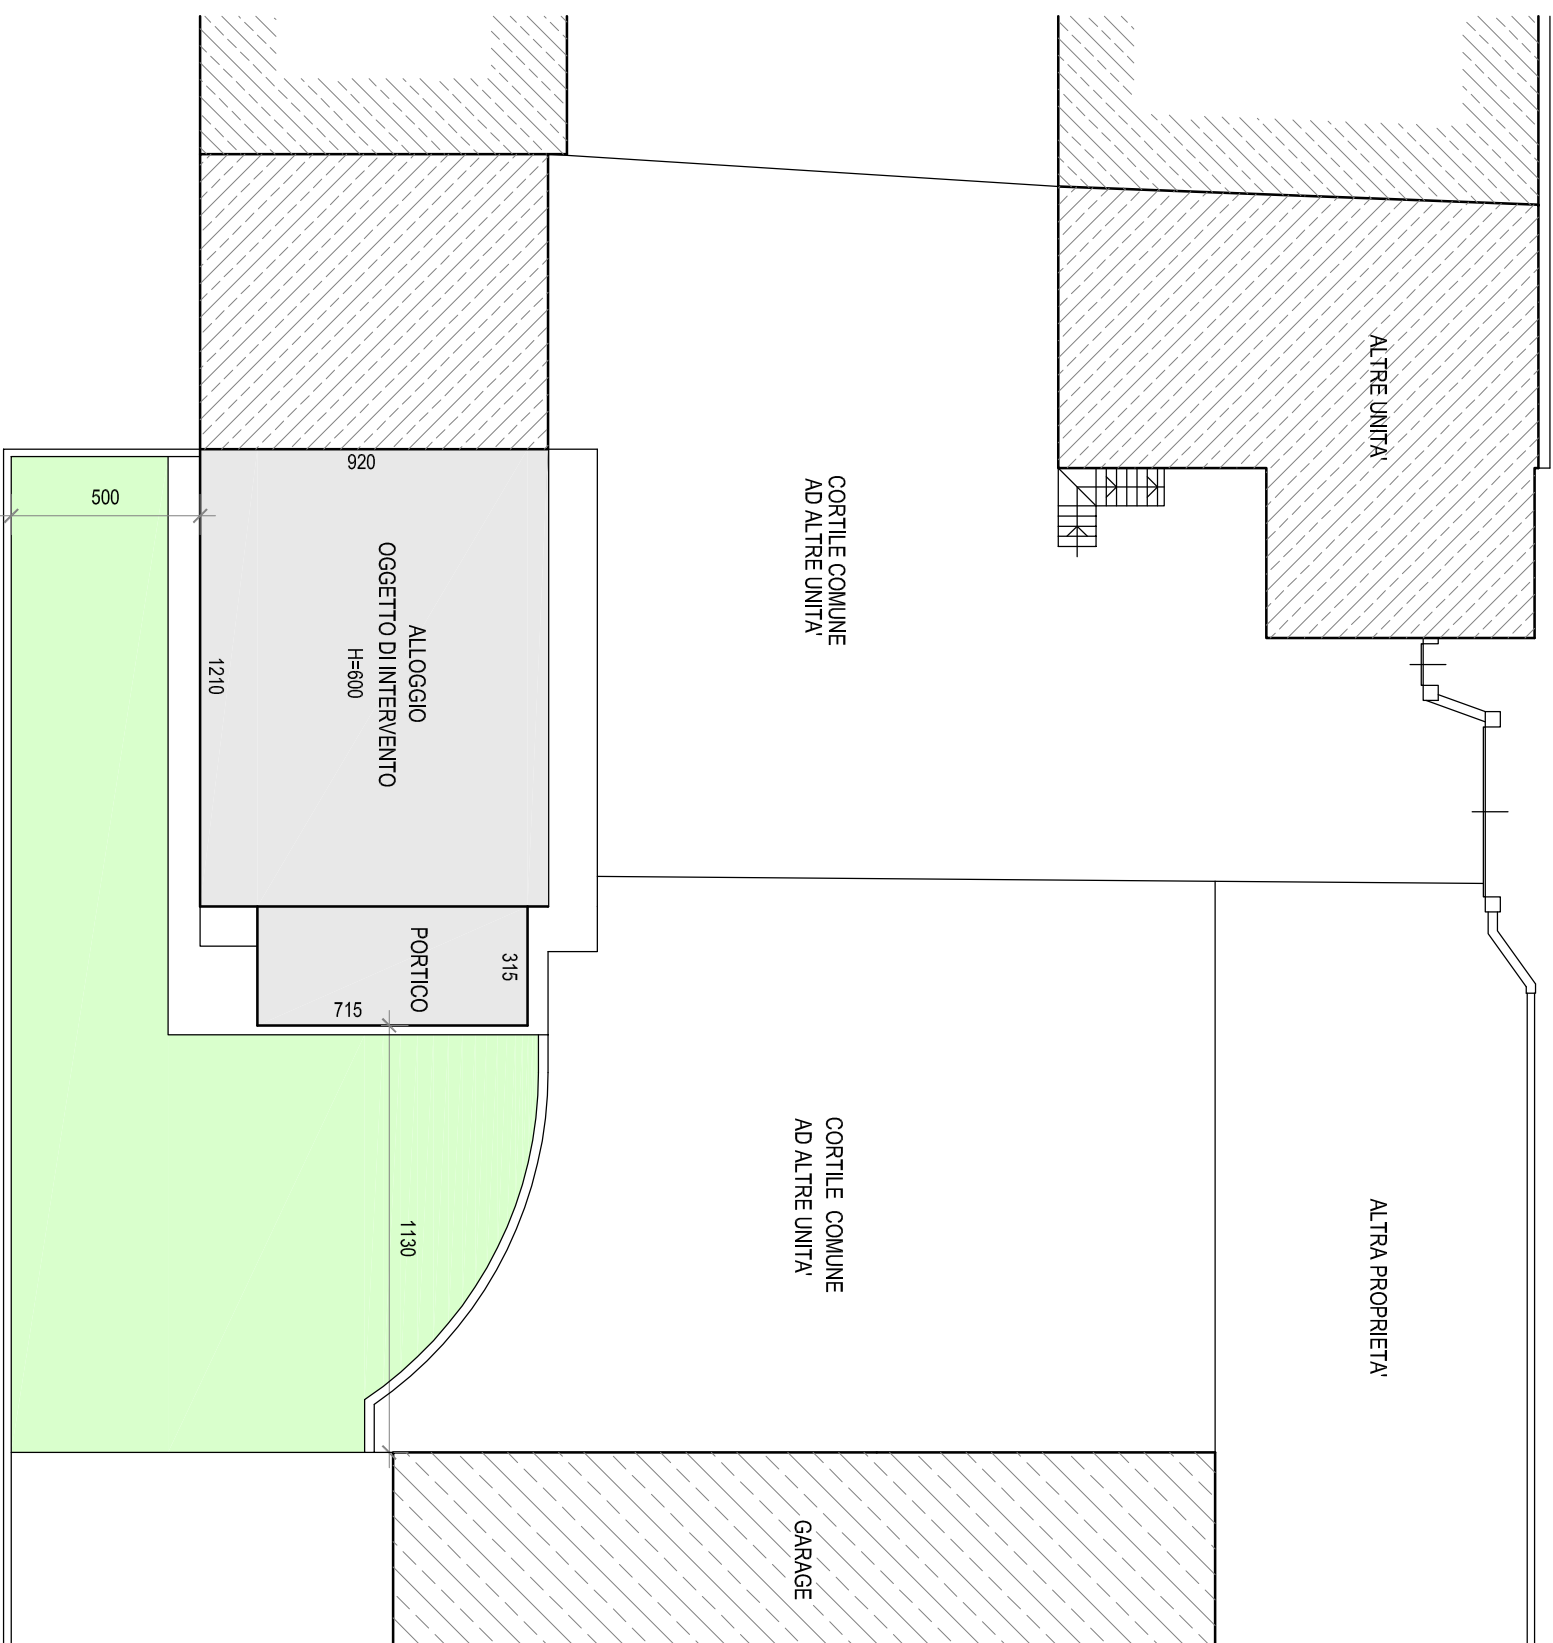 ALTRE UNITA'
CORTILE COMUNE
AD ALTRE UNITA'
920
500
ALLOGGIO
OGGETTO DI INTERVENTO
H=600
1210
PORTICO
315
715
CORTILE COMUNE
AD ALTRE UNITA'
1130
ALTRA PROPRIETA'
GARAGE